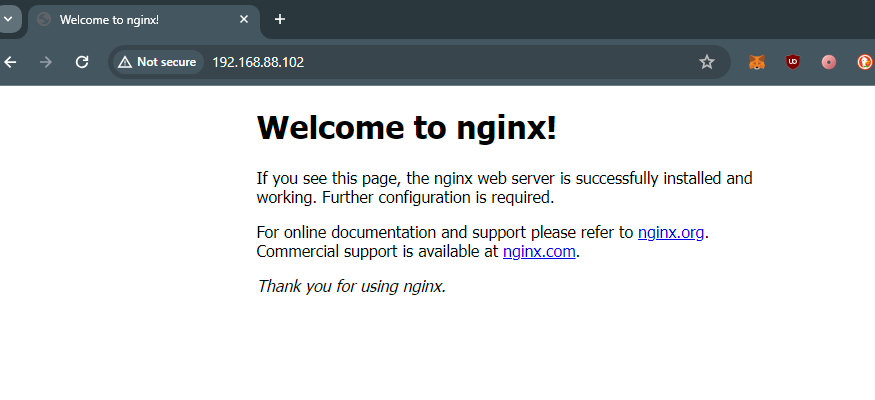 Welcome to nginx!
Not secure
192.168.88.102
Welcome to nginx!
If you see this page, the nginx web server is successfully installed and
working. Further configuration is required.
For online documentation and support please refer to nginx.org.
Commercial support is available at nginx.com.
Thank you for using nginx.